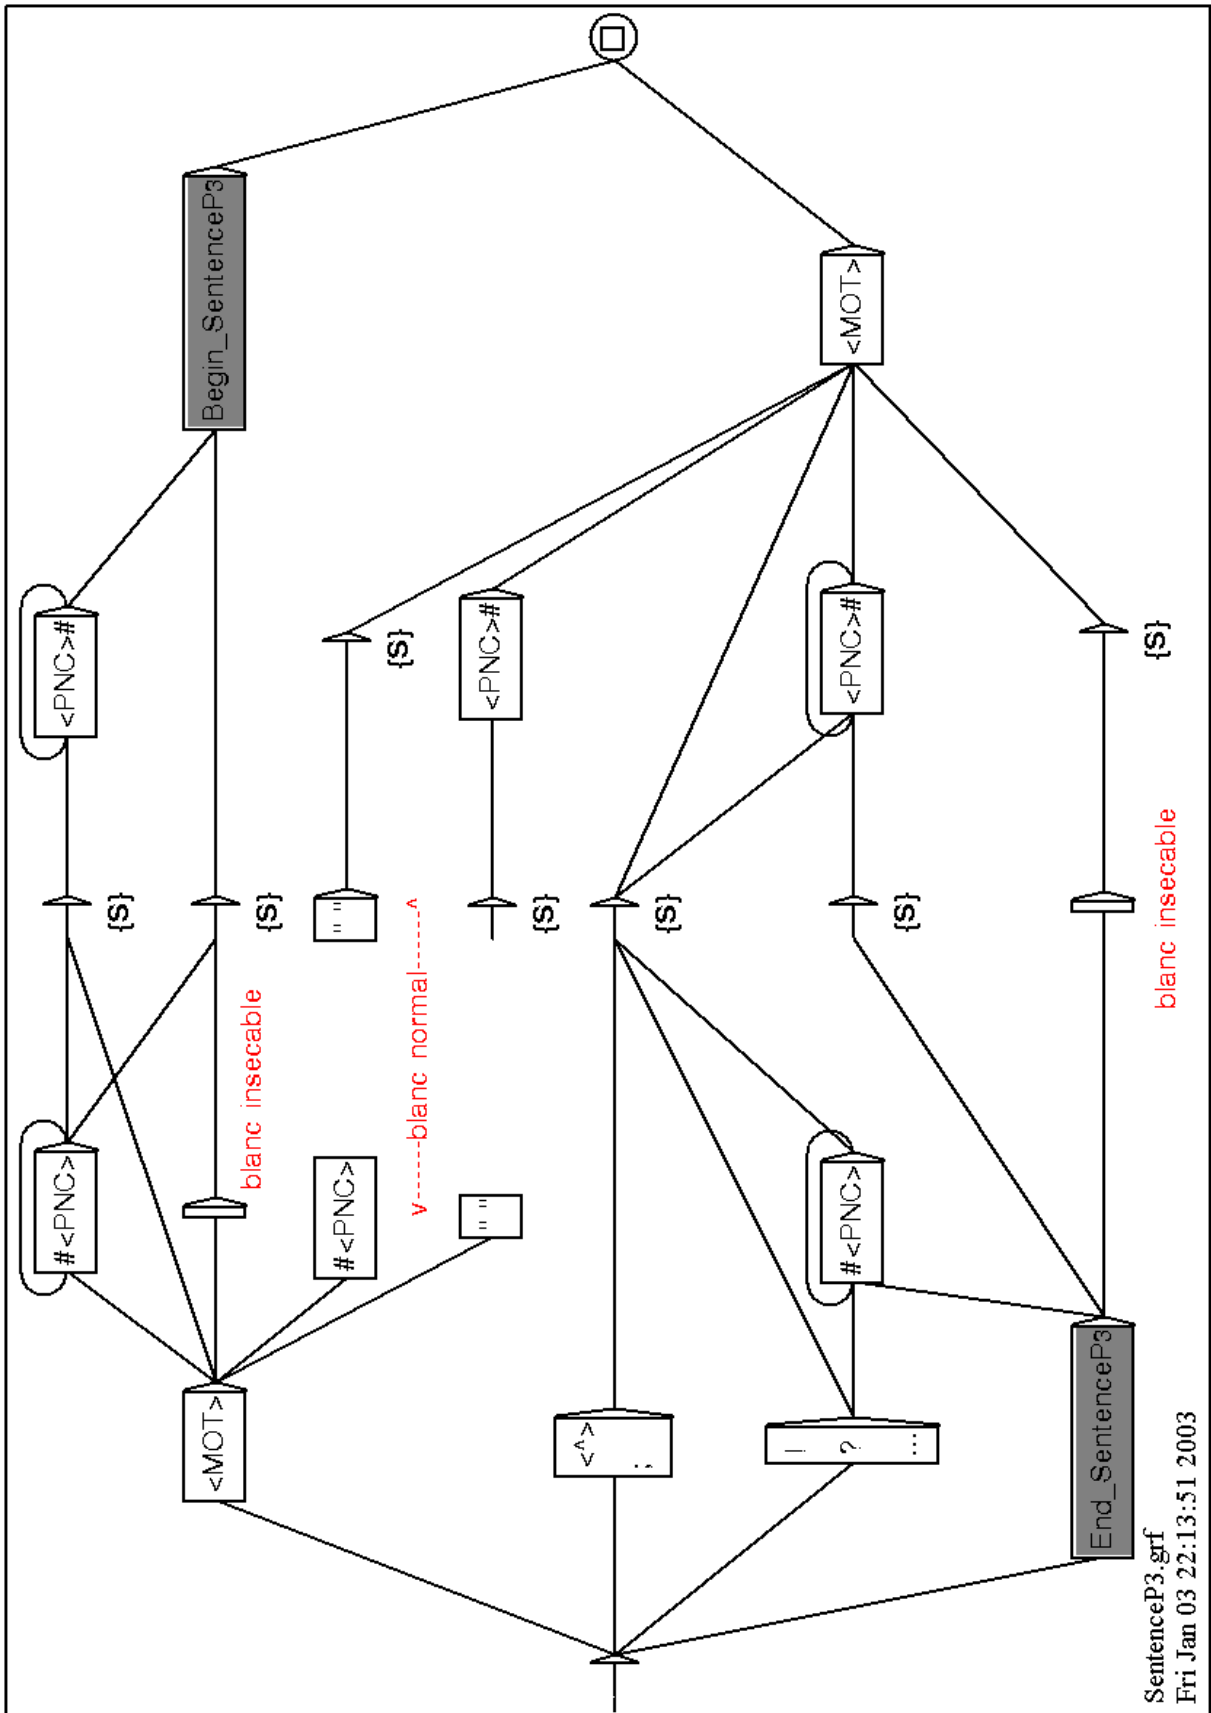 #<PNC>
<PNC>#
{S}
<MOT>
Begin_SentenceP3
blanc insecable
{S}
#<PNC>
" "
{S}
v-----blanc normal-----^
" "
<PNC>#
{S}
<^>
;
{S}
!
?
...
#<PNC>
<PNC>#
<MOT>
{S}
End_SentenceP3
{S}
blanc insecable
SentenceP3.grf
Fri Jan 03 22:13:51 2003